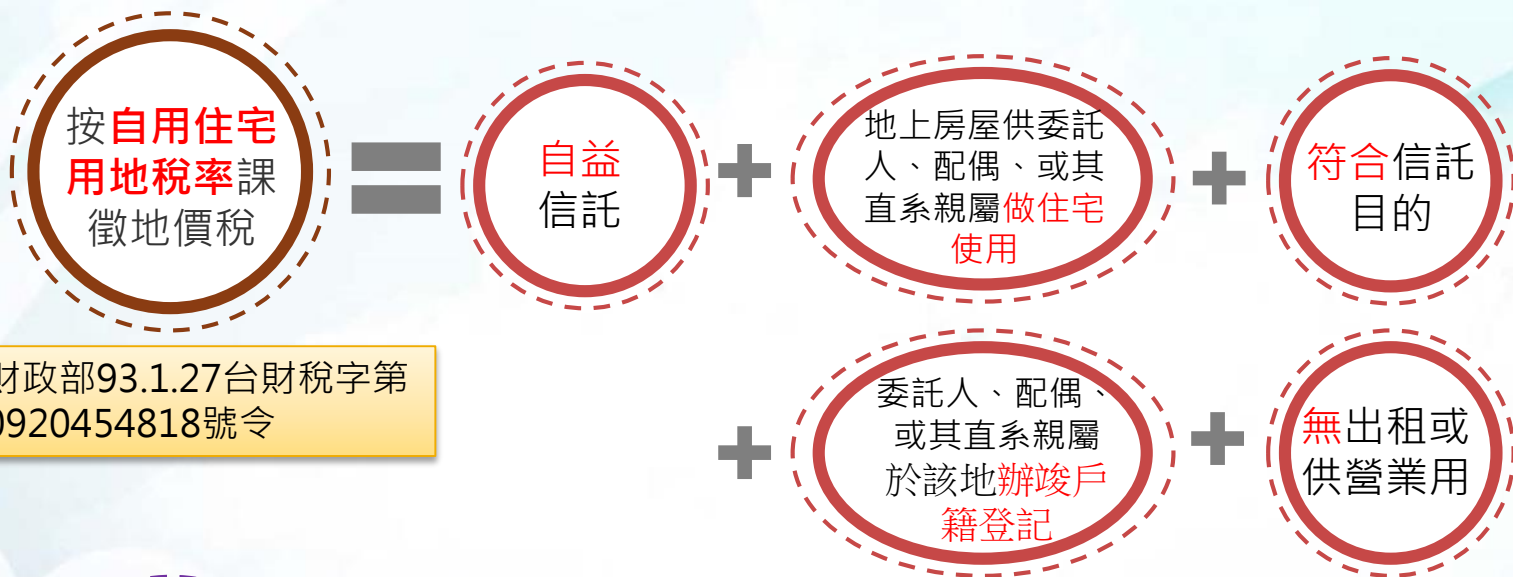 按自用住宅
用地稅率課
徵地價稅
自益
信託
地上房屋供委託
人、配偶、或其
直系親屬做住宅
使用
符合信託
目的
財政部93.1.27台財稅字第
0920454818號令
委託人、配偶、
或其直系親屬
於該地辦竣戶
籍登記
無出租或
供營業用